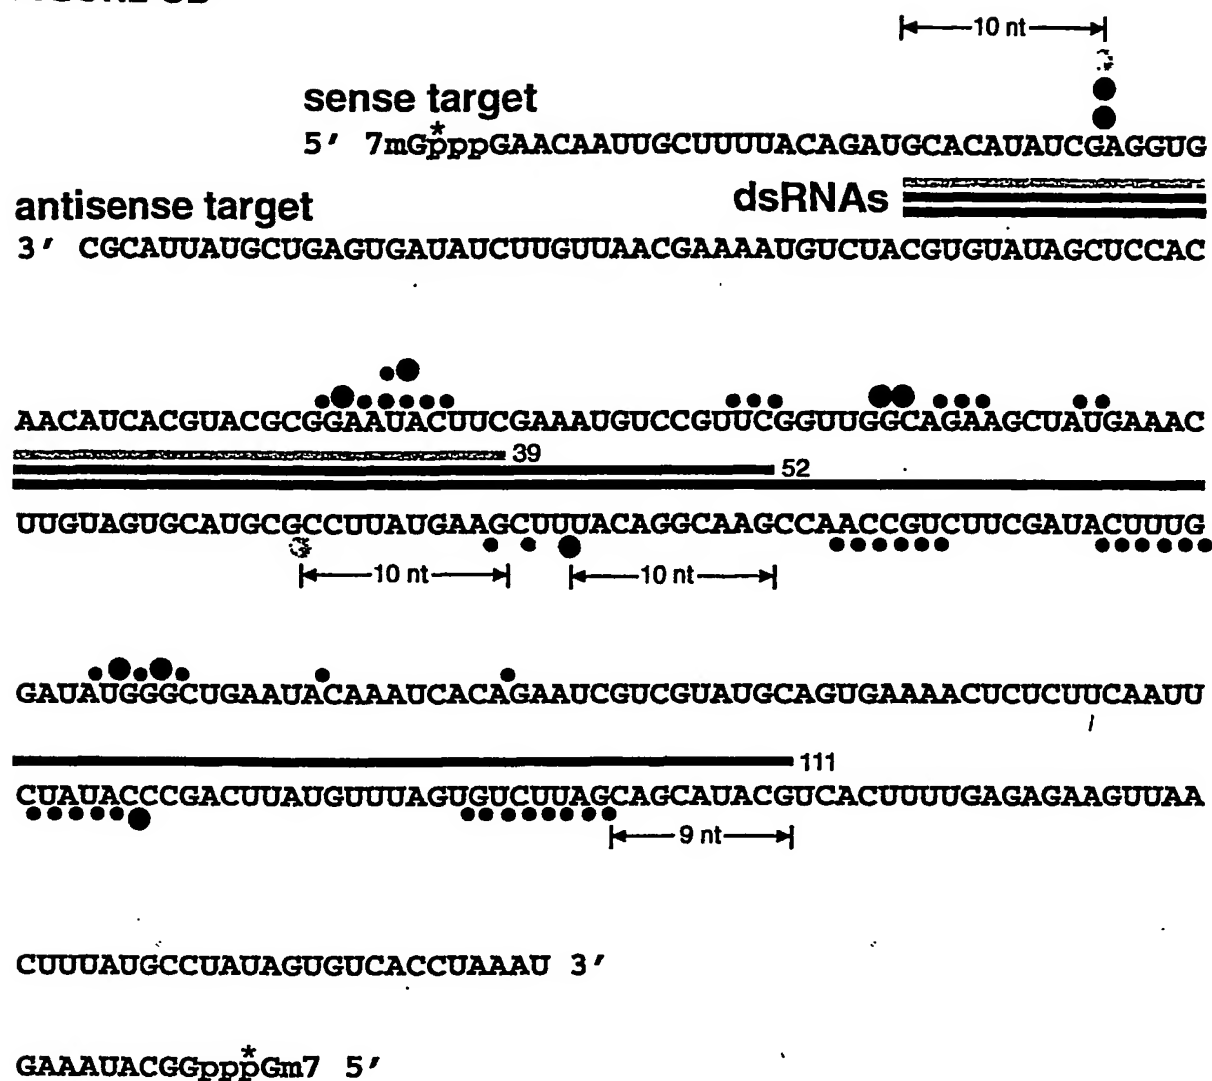 10 nt
sense target
*
5′ 7mGpppGAACAAUUGCUUUUACAGAUGCACAUAUCGAGGUG
antisense target
dsRNAs
3′ CGCAUUAUGCUGAGUGAUAUCUUGUUAACGAAAAUGUCUACGUGUAUAGCUCCAC
AACAUCACGUACGCGGAAUACUUCGAAAUGUCCGUUCGGUUGGCAGAAGCUAUGAAAC
39
52
UUGUAGUGCAUGCGCCUUAUGAAGCUUUACAGGCAAGCCAACCGUCUUCGAUACUUUG
10 nt 10 nt
GAUAUGGGCUGAAUACAAAUCACAGAAUCGUCGUAUGCAGUGAAAACUCUCUUCAAUU
111
CUAUACCCGACUUAUGUUUAGUGUCUUAGCAGCAUACGUCACUUUUGAGAGAAGUUAA
9 nt
CUUUAUGCCUAUAGUGUCACCUAAAU 3′
*
GAAAUACGGpppGm7 5′